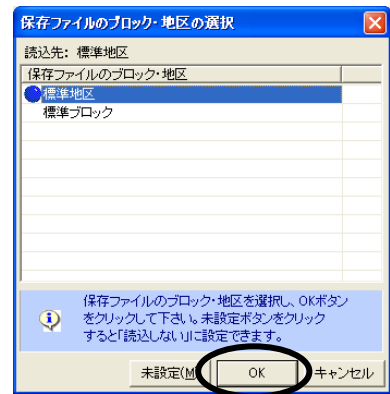 保存ファイルのブロック・地区の選択
読込先: 標準地区
保存ファイルのブロック・地区
標準地区
標準ブロック
保存ファイルのブロック・地区を選択し、OKボタン
をクリックして下さい。未設定ボタンをクリック
すると「読込しない」に設定できます。
未設定(M OK キャンセル